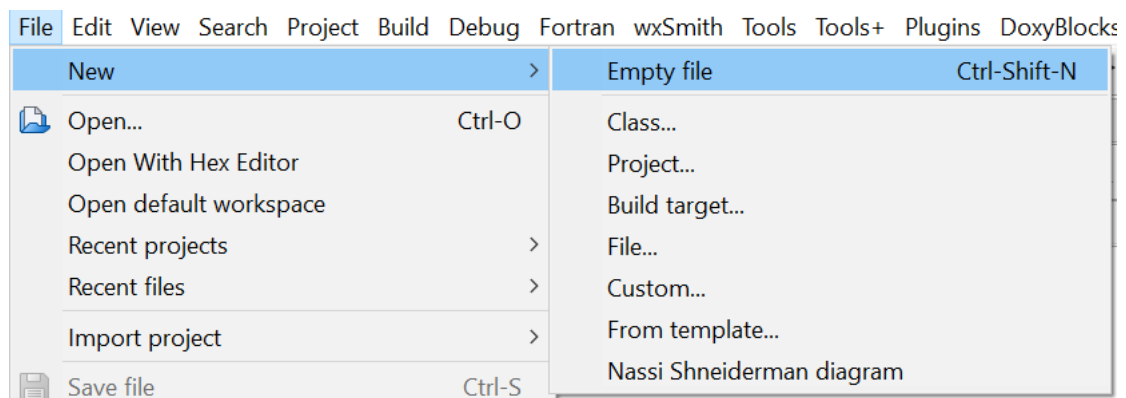 File Edit View Search Project Build Debug Fortran wxSmith Tools Tools+ Plugins DoxyBlocks
New >
Open... Ctrl-O
Open With Hex Editor
Open default workspace
Recent projects >
Recent files >
Import project >
Save file Ctrl-S
Empty file Ctrl-Shift-N
Class...
Project...
Build target...
File...
Custom...
From template...
Nassi Shneiderman diagram